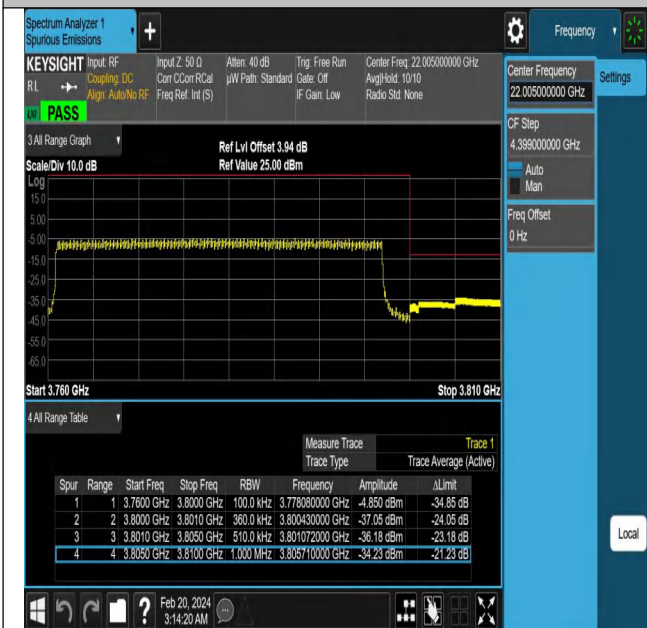 Spectrum Analyzer 1
Spurious Emissions
Frequency
KEYSIGHT
RL
Input: RF
Coupling: DC
Align: Auto/No RF
Input Z: 50 Ω
Corr CCorr RCal
Freq Ref: Int (S)
Atten: 40 dB
µW Path: Standard
Trig: Free Run
Gate: Off
IF Gain: Low
Center Freq: 22.005000000 GHz
Avg|Hold: 10/10
Radio Std: None
PASS
Center Frequency
22.005000000 GHz
Settings
CF Step
4.399000000 GHz
Auto
Man
Freq Offset
0 Hz
3 All Range Graph
Scale/Div 10.0 dB
Ref Lvl Offset 3.94 dB
Ref Value 25.00 dBm
Log
15.0
5.00
-5.00
-15.0
-25.0
-35.0
-45.0
-55.0
-65.0
Start 3.760 GHz
Stop 3.810 GHz
4 All Range Table
Measure Trace Trace 1
Trace Type Trace Average (Active)
Spur Range Start Freq Stop Freq RBW Frequency Amplitude ΔLimit
1 1 3.7600 GHz 3.8000 GHz 100.0 kHz 3.778080000 GHz -4.850 dBm -34.85 dB
2 2 3.8000 GHz 3.8010 GHz 360.0 kHz 3.800430000 GHz -37.05 dBm -24.05 dB
3 3 3.8010 GHz 3.8050 GHz 510.0 kHz 3.801072000 GHz -36.18 dBm -23.18 dB
4 4 3.8050 GHz 3.8100 GHz 1.000 MHz 3.805710000 GHz -34.23 dBm -21.23 dB
Local
Feb 20, 2024
3:14:20 AM